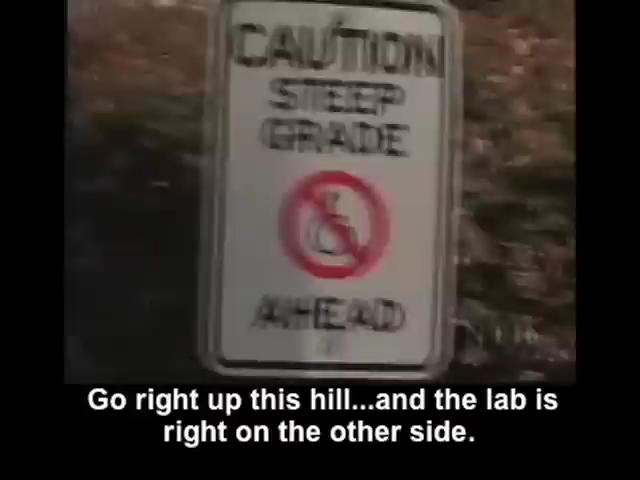 CAUTION
STEEP
GRADE
AHEAD
Go right up this hill...and the lab is
right on the other side.